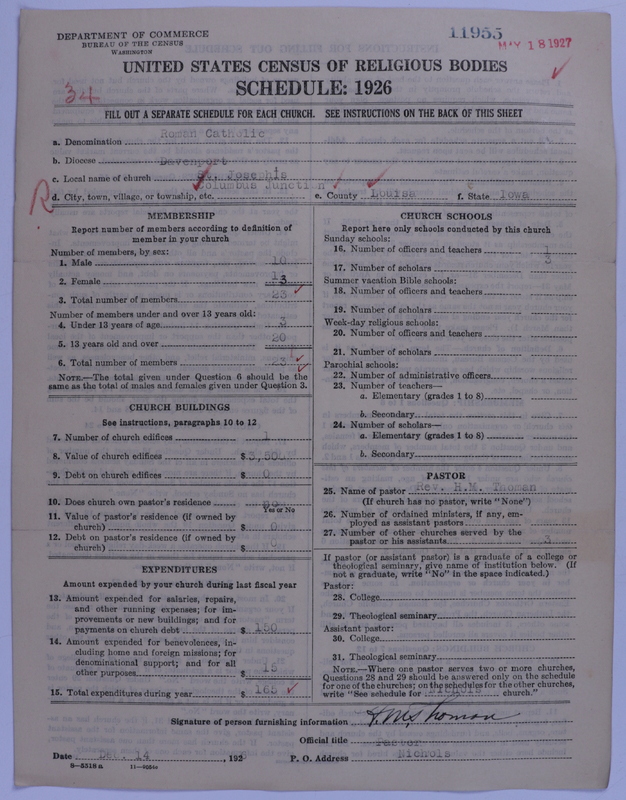 DEPARTMENT OF COMMERCE
BUREAU OF THE CENSUS
WASHINGTON
11953
MAY 18 1927
UNITED STATES CENSUS OF RELIGIOUS BODIES
SCHEDULE: 1926
34
FILL OUT A SEPARATE SCHEDULE FOR EACH CHURCH. SEE INSTRUCTIONS ON THE BACK OF THIS SHEET
a. Denomination Roman Catholic
b. Diocese Davenport
c. Local name of church St. Joseph's
R
d. City, town, village, or township, etc. Columbus Junction e. County Louisa f. State Iowa
MEMBERSHIP
Report number of members according to definition of
member in your church
Number of members, by sex:
1. Male 10
2. Female 13
3. Total number of members 23
Number of members under and over 13 years old:
4. Under 13 years of age 3
5. 13 years old and over 20
6. Total number of members 23
NOTE.—The total given under Question 6 should be the
same as the total of males and females given under Question 3.
CHURCH BUILDINGS
See instructions, paragraphs 10 to 12
7. Number of church edifices 1
8. Value of church edifices $3,500
9. Debt on church edifices $ 0
10. Does church own pastor's residence no
Yes or No
11. Value of pastor's residence (if owned by
church) $ 0
12. Debt on pastor's residence (if owned by
church) $ 0
EXPENDITURES
Amount expended by your church during last fiscal year
13. Amount expended for salaries, repairs,
and other running expenses; for im-
provements or new buildings; and for
payments on church debt $ 150
14. Amount expended for benevolences, in-
cluding home and foreign missions; for
denominational support; and for all
other purposes $ 15
15. Total expenditures during year $ 165
CHURCH SCHOOLS
Report here only schools conducted by this church
Sunday schools:
16. Number of officers and teachers 1
17. Number of scholars 3
Summer vacation Bible schools:
18. Number of officers and teachers
19. Number of scholars
Week-day religious schools:
20. Number of officers and teachers
21. Number of scholars
Parochial schools:
22. Number of administrative officers
23. Number of teachers—
a. Elementary (grades 1 to 8)
b. Secondary
24. Number of scholars—
a. Elementary (grades 1 to 8)
b. Secondary
PASTOR
25. Name of pastor Rev. H.M. Thoman
(If church has no pastor, write "None")
26. Number of ordained ministers, if any, em-
ployed as assistant pastors
27. Number of other churches served by the
pastor or his assistants 3
If pastor (or assistant pastor) is a graduate of a college or
theological seminary, give name of institution below. (If
not a graduate, write "No" in the space indicated.)
Pastor:
28. College
29. Theological seminary
Assistant pastor:
30. College
31. Theological seminary
NOTE.—Where one pastor serves two or more churches,
Questions 28 and 29 should be answered only on the schedule
for one of the churches; on the schedules for the other churches,
write "See schedule for Nichols church."
Signature of person furnishing information H.M. Thoman
Official title Pastor
Date Dec. 14, 1926 P. O. Address Nichols
8—5518 a 11—9054a